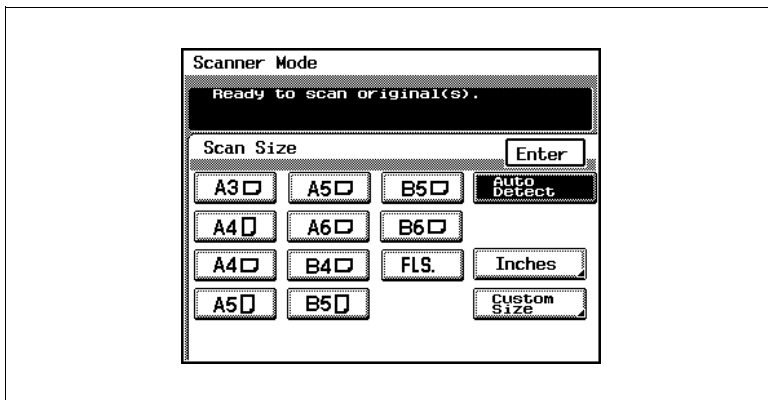 Scanner Mode
Ready to scan original(s).
Scan Size
Enter
A3 A5 B5 Auto Detect
A4 A6 B6
A4 B4 FLS. Inches
A5 B5 Custom Size